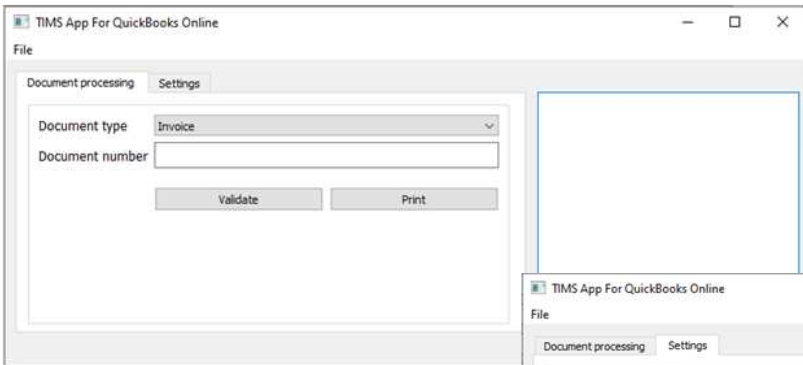 TIMS App For QuickBooks Online
File
Document processing Settings
Document type Invoice
Document number
Validate Print
TIMS App For QuickBooks Online
File
Document processing Settings